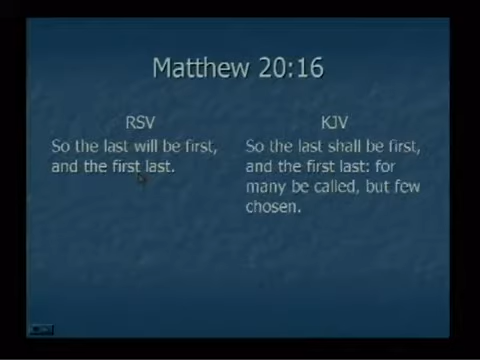 Matthew 20:16
RSV
So the last will be first,
and the first last.
KJV
So the last shall be first,
and the first last: for
many be called, but few
chosen.